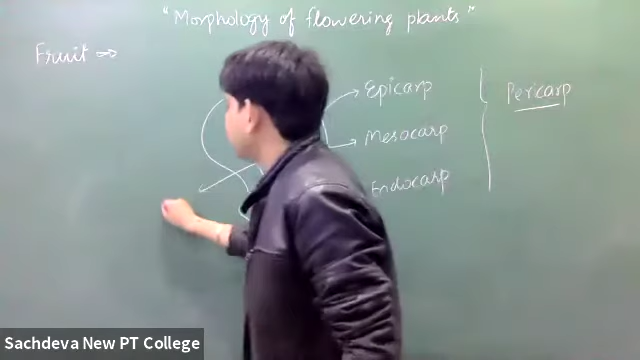 "Morphology of flowering plants"
Fruit
Epicarp
Pericarp
Mesocarp
Endocarp
Sachdeva New PT College